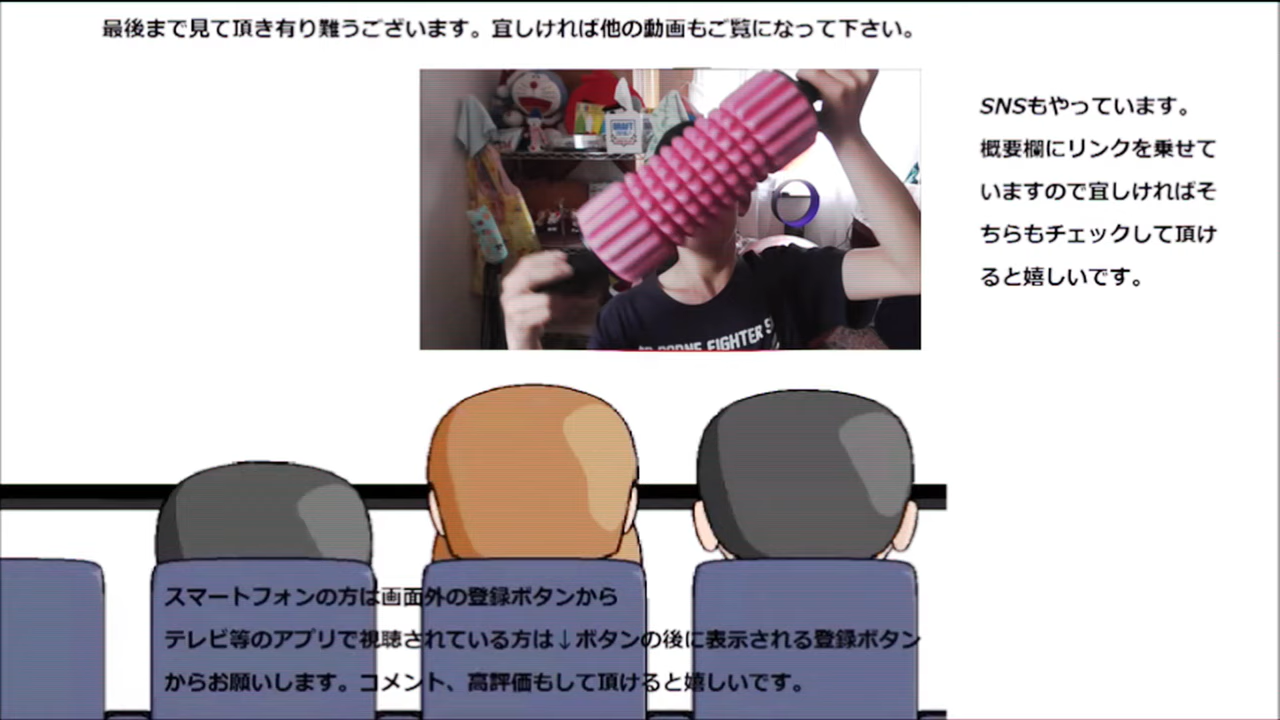 最後まで見て頂き有り難うございます。宜しければ他の動画もご覧になって下さい。
SNSもやっています。
概要欄にリンクを乗せて
いますので宜しければそ
ちらもチェックして頂け
ると嬉しいです。
FIGHTER
スマートフォンの方は画面外の登録ボタンから
テレビ等のアプリで視聴されている方は↓ボタンの後に表示される登録ボタン
からお願いします。コメント、高評価もして頂けると嬉しいです。